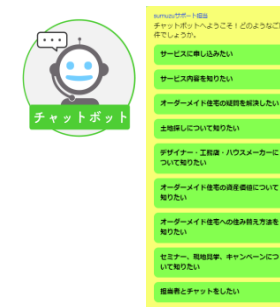 チャットボット
sumuzuサポート担当
チャットボットへようこそ！どのようなご
件でしょうか。
サービスに申し込みたい
サービス内容を知りたい
オーダーメイド住宅の疑問を解決したい
土地探しについて知りたい
デザイナー・工務店・ハウスメーカーに
ついて知りたい
オーダーメイド住宅の資産価値について
知りたい
オーダーメイド住宅への住み替え方法を
知りたい
セミナー、現地見学、キャンペーンにつ
いて知りたい
担当者とチャットをしたい